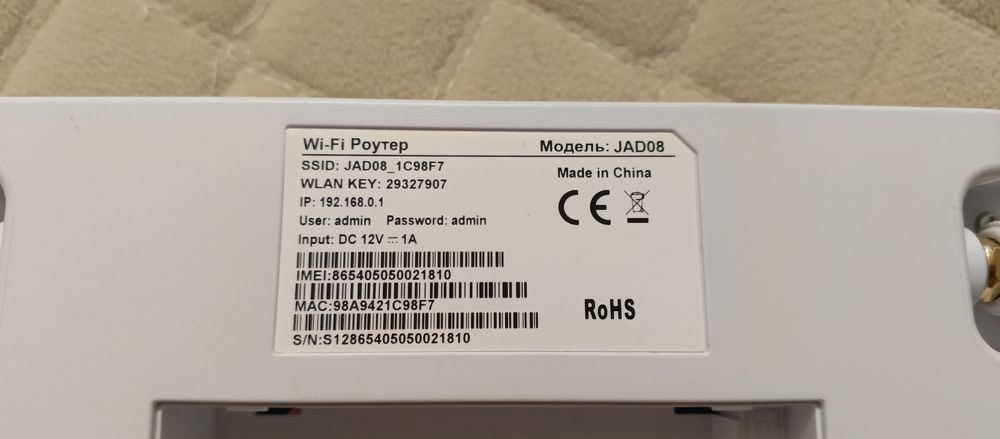 Wi-Fi Роутер Модель: JAD08
SSID: JAD08_1C98F7
WLAN KEY: 29327907
Made in China
IP: 192.168.0.1
User: admin Password: admin
Input: DC 12V ⎓ 1A
CE
IMEI:865405050021810
MAC:98A9421C98F7
RoHS
S/N:S12865405050021810